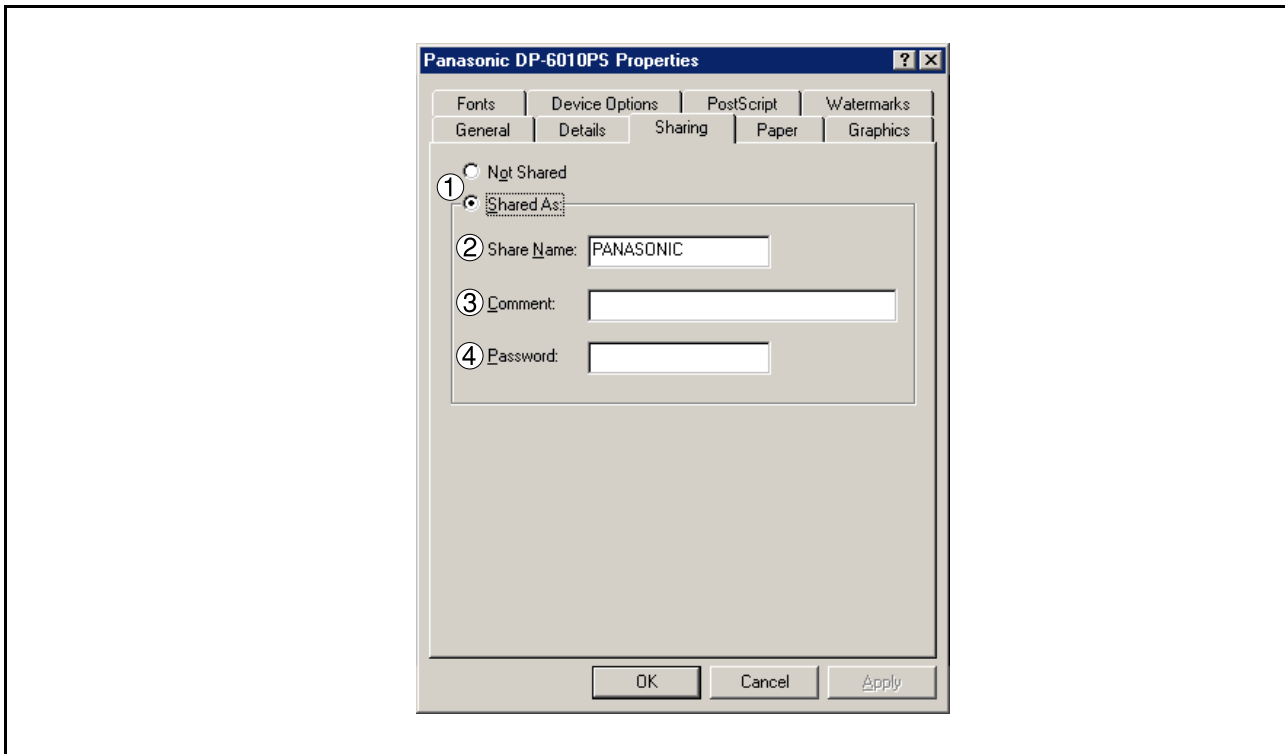 Panasonic DP-6010PS Properties
Fonts Device Options PostScript Watermarks
General Details Sharing Paper Graphics
Not Shared
①
Shared As:
② Share Name: PANASONIC
③ Comment:
④ Password:
OK Cancel Apply